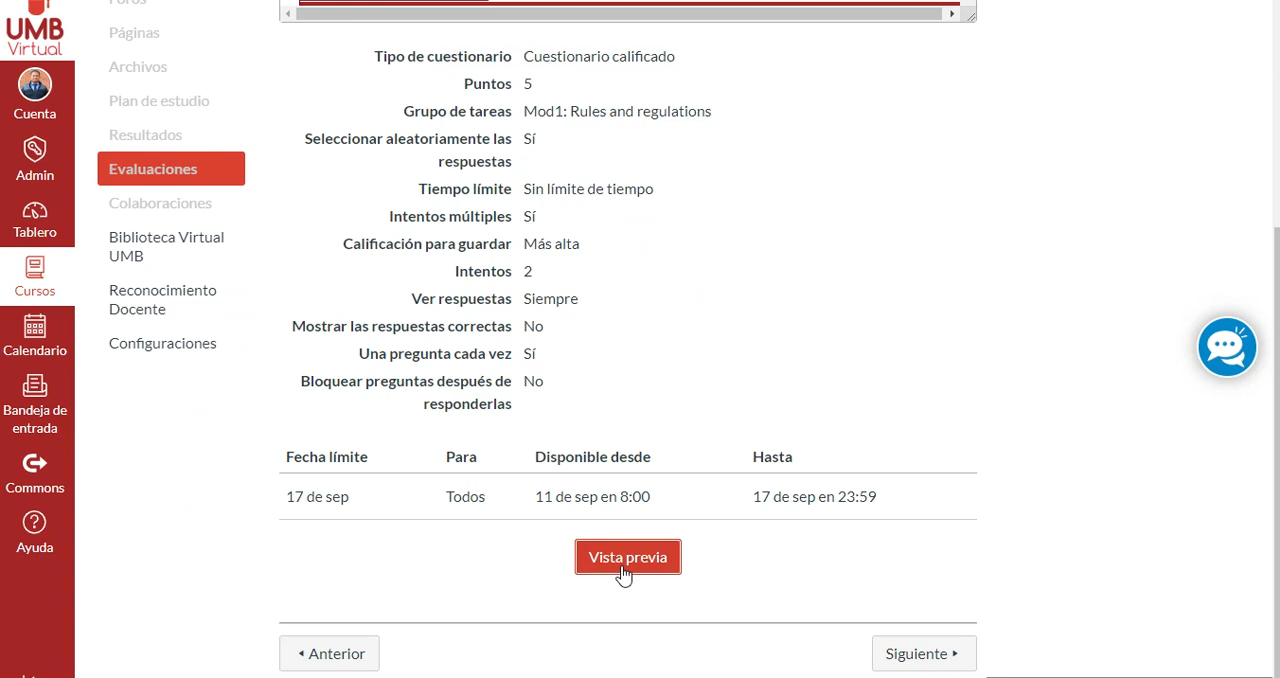 UMB
Virtual
Cuenta
Admin
Tablero
Cursos
Calendario
Bandeja de
entrada
Commons
Ayuda
Foros
Páginas
Archivos
Plan de estudio
Resultados
Evaluaciones
Colaboraciones
Biblioteca Virtual
UMB
Reconocimiento
Docente
Configuraciones
Tipo de cuestionario Cuestionario calificado
Puntos 5
Grupo de tareas Mod1: Rules and regulations
Seleccionar aleatoriamente las Sí
respuestas
Tiempo límite Sin límite de tiempo
Intentos múltiples Sí
Calificación para guardar Más alta
Intentos 2
Ver respuestas Siempre
Mostrar las respuestas correctas No
Una pregunta cada vez Sí
Bloquear preguntas después de No
responderlas
Fecha límite Para Disponible desde Hasta
17 de sep Todos 11 de sep en 8:00 17 de sep en 23:59
Vista previa
Anterior Siguiente